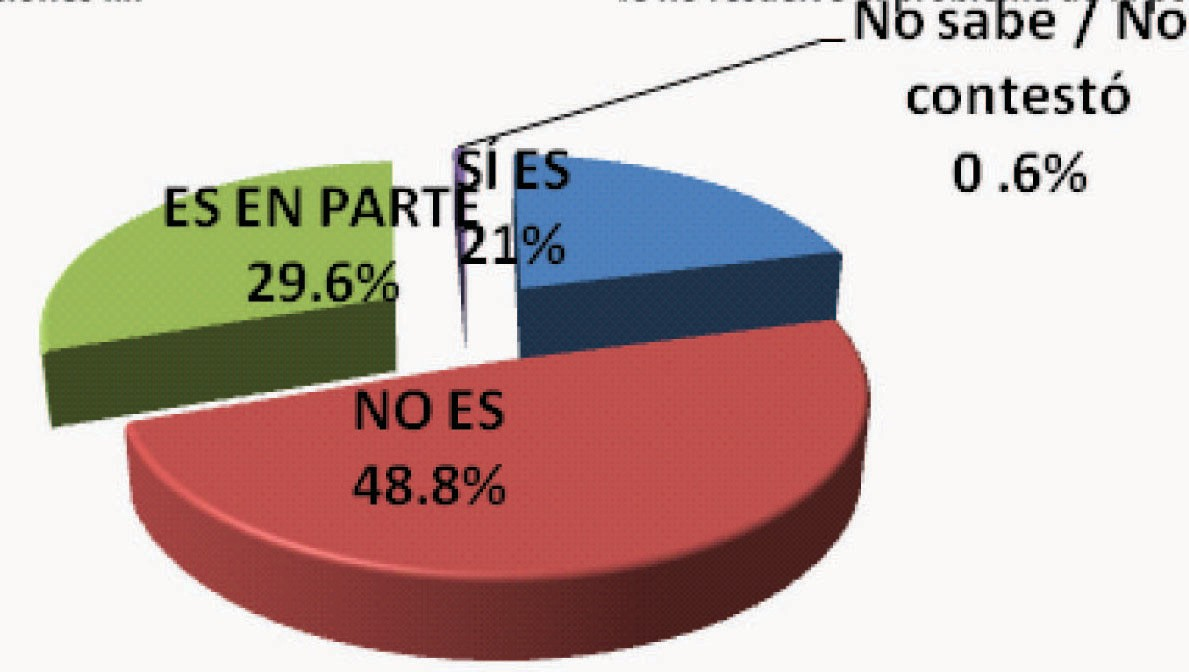 No sabe / No
contestó
0 .6%
SÍ ES
21%
ES EN PARTE
29.6%
NO ES
48.8%